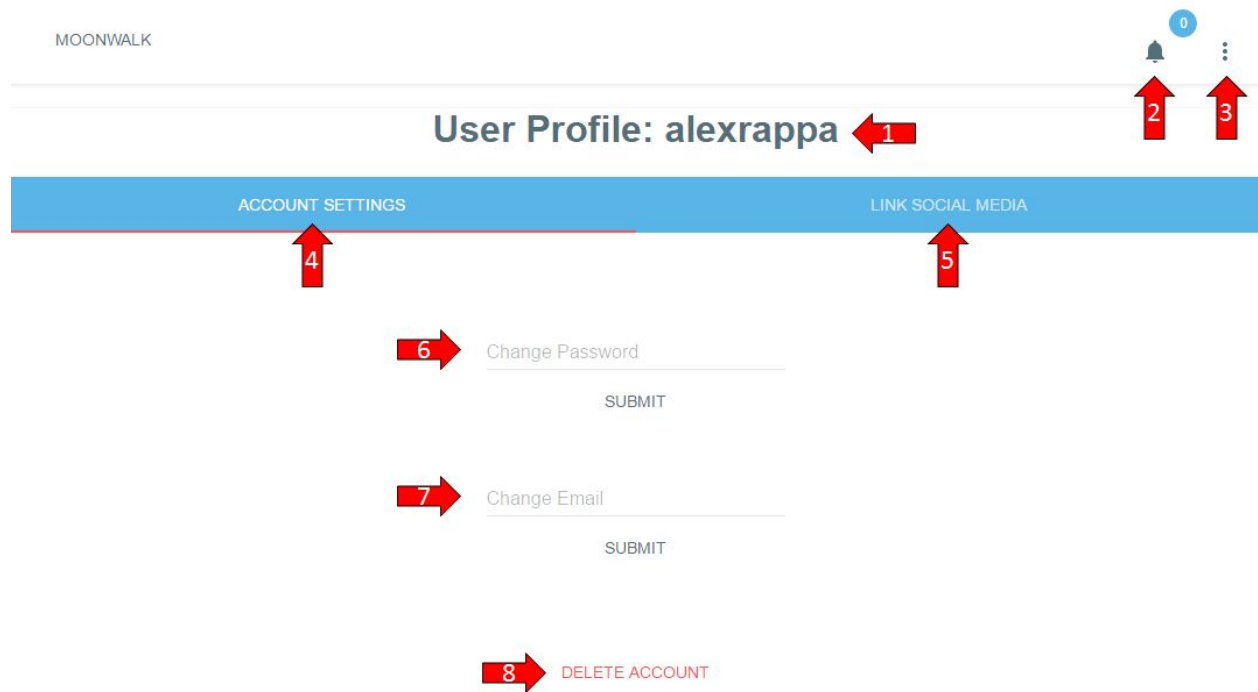 0
MOONWALK
2
3
User Profile: alexrappa 1
ACCOUNT SETTINGS
LINK SOCIAL MEDIA
4
5
6 Change Password
SUBMIT
7 Change Email
SUBMIT
8 DELETE ACCOUNT